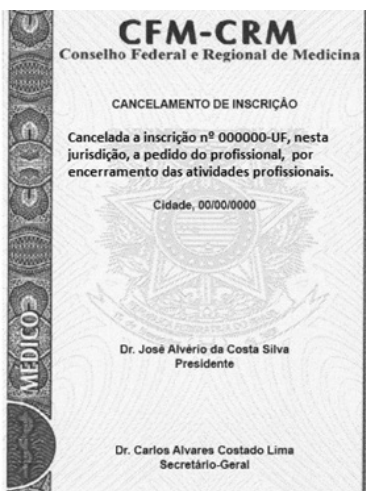 CFM-CRM
Conselho Federal e Regional de Medicina
CANCELAMENTO DE INSCRIÇÃO
Cancelada a inscrição nº 000000-UF, nesta
jurisdição, a pedido do profissional, por
encerramento das atividades profissionais.
Cidade, 00/00/0000
MÉDICO
Dr. José Alvério da Costa Silva
Presidente
Dr. Carlos Alvares Costado Lima
Secretário-Geral